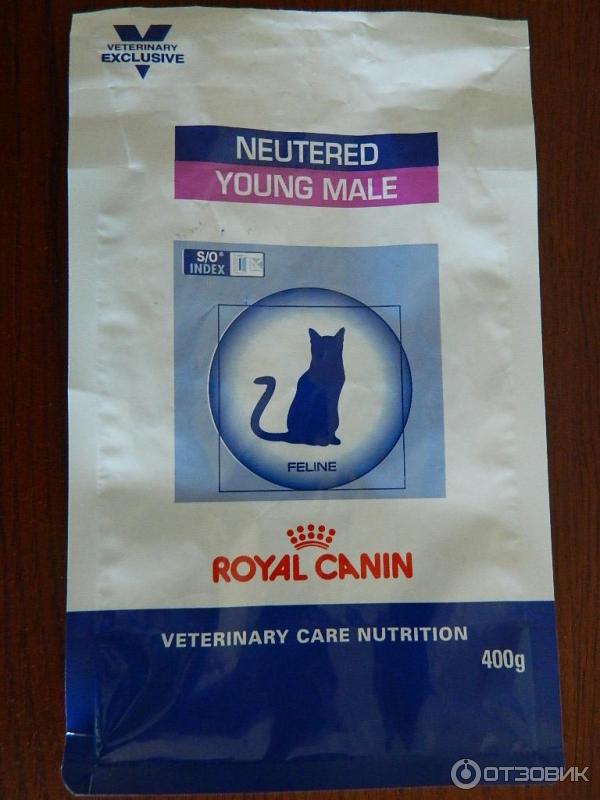 VETERINARY
EXCLUSIVE
NEUTERED
YOUNG MALE
S/O®
INDEX
FELINE
ROYAL CANIN
VETERINARY CARE NUTRITION
400g
ОТЗОВИК